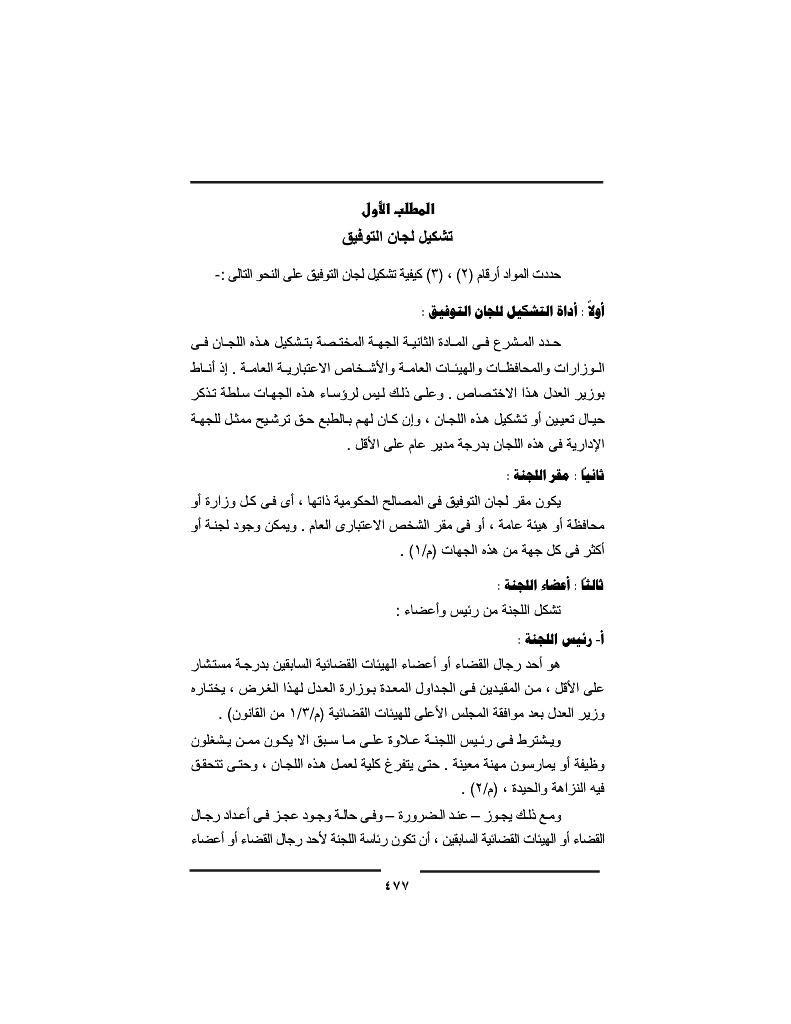 المطلب الأول
تشكيل لجان التوفيق
حددت المواد أرقام (٢) ، (٣) كيفية تشكيل لجان التوفيق على النحو التالى :-
أولاً : أداة التشكيل للجان التوفيق :
حدد المشرع فى المادة الثانية الجهة المختصة بتشكيل هذه اللجان فى
الوزارات والمحافظات والهيئات العامة والأشخاص الاعتبارية العامة . إذ أناط
بوزير العدل هذا الاختصاص . وعلى ذلك ليس لرؤساء هذه الجهات سلطة تذكر
حيال تعيين أو تشكيل هذه اللجان ، وإن كان لهم بالطبع حق ترشيح ممثل للجهة
الإدارية فى هذه اللجان بدرجة مدير عام على الأقل .
ثانياً : مقر اللجنة :
يكون مقر لجان التوفيق فى المصالح الحكومية ذاتها ، أى فى كل وزارة أو
محافظة أو هيئة عامة ، أو فى مقر الشخص الاعتبارى العام . ويمكن وجود لجنة أو
أكثر فى كل جهة من هذه الجهات (م/١) .
ثالثاً : أعضاء اللجنة :
تشكل اللجنة من رئيس وأعضاء :
أ- رئيس اللجنة :
هو أحد رجال القضاء أو أعضاء الهيئات القضائية السابقين بدرجة مستشار
على الأقل ، من المقيدين فى الجداول المعدة بوزارة العدل لهذا الغرض ، يختاره
وزير العدل بعد موافقة المجلس الأعلى للهيئات القضائية (م/١/٣ من القانون) .
ويشترط فى رئيس اللجنة علاوة على ما سبق الا يكون ممن يشغلون
وظيفة أو يمارسون مهنة معينة . حتى يتفرغ كلية لعمل هذه اللجان ، وحتى تتحقق
فيه النزاهة والحيدة ، (م/٢) .
ومع ذلك يجوز – عند الضرورة – وفى حالة وجود عجز فى أعداد رجال
القضاء أو الهيئات القضائية السابقين ، أن تكون رئاسة اللجنة لأحد رجال القضاء أو أعضاء
٤٧٧